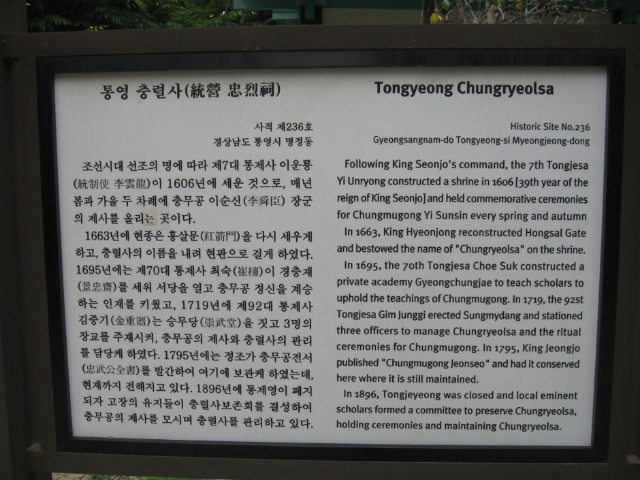 통영 충렬사(統營 忠烈祠)
사적 제236호
경상남도 통영시 명정동
조선시대 선조의 명에 따라 제7대 통제사 이운룡
(統制使 李雲龍)이 1606년에 세운 것으로, 매년
봄과 가을 두 차례에 충무공 이순신(李舜臣) 장군
의 제사를 올리는 곳이다.
1663년에 현종은 홍살문(紅箭門)을 다시 세우게
하고, 충렬사의 이름을 내려 현판으로 걸게 하였다.
1695년에는 제70대 통제사 최숙(崔橚)이 경충재
(景忠齋)를 세워 서당을 열고 충무공 정신을 계승
하는 인재를 키웠고, 1719년에 제92대 통제사
김중기(金重器)는 숭무당(崇武堂)을 짓고 3명의
장교를 주재시켜, 충무공의 제사와 충렬사의 관리
를 담당케 하였다. 1795년에는 정조가 충무공전서
(忠武公全書)를 발간하여 여기에 보관케 하였는데,
현재까지 전해지고 있다. 1896년에 통제영이 폐지
되자 고장의 유지들이 충렬사보존회를 결성하여
충무공의 제사를 모시며 충렬사를 관리하고 있다.
Tongyeong Chungryeolsa
Historic Site No.236
Gyeongsangnam-do Tongyeong-si Myeongjeong-dong
Following King Seonjo's command, the 7th Tongjesa
Yi Unryong constructed a shrine in 1606 [39th year of the
reign of King Seonjo] and held commemorative ceremonies
for Chungmugong Yi Sunsin every spring and autumn
In 1663, King Hyeonjong reconstructed Hongsal Gate
and bestowed the name of "Chungryeolsa" on the shrine.
In 1695, the 70th Tongjesa Choe Suk constructed a
private academy Gyeongchungjae to teach scholars to
uphold the teachings of Chungmugong. In 1719, the 92st
Tongjesa Gim Junggi erected Sungmydang and stationed
three officers to manage Chungryeolsa and the ritual
ceremonies for Chungmugong. In 1795, King Jeongjo
published "Chungmugong Jeonseo" and had it conserved
here where it is still maintained.
In 1896, Tongjeyeong was closed and local eminent
scholars formed a committee to preserve Chungryeolsa,
holding ceremonies and maintaining Chungryeolsa.